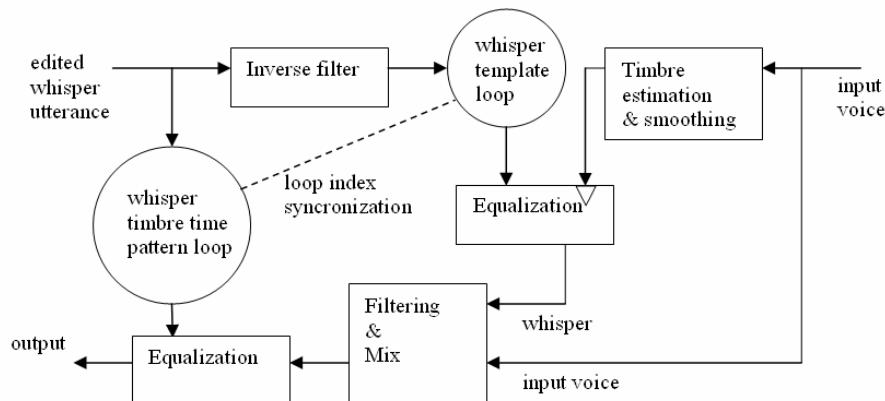 edited
whisper
utterance
Inverse filter
whisper
template
loop
Timbre
estimation
& smoothing
input
voice
whisper
timbre time
pattern loop
loop index
syncronization
Equalization
Filtering
&
Mix
whisper
output
Equalization
input voice